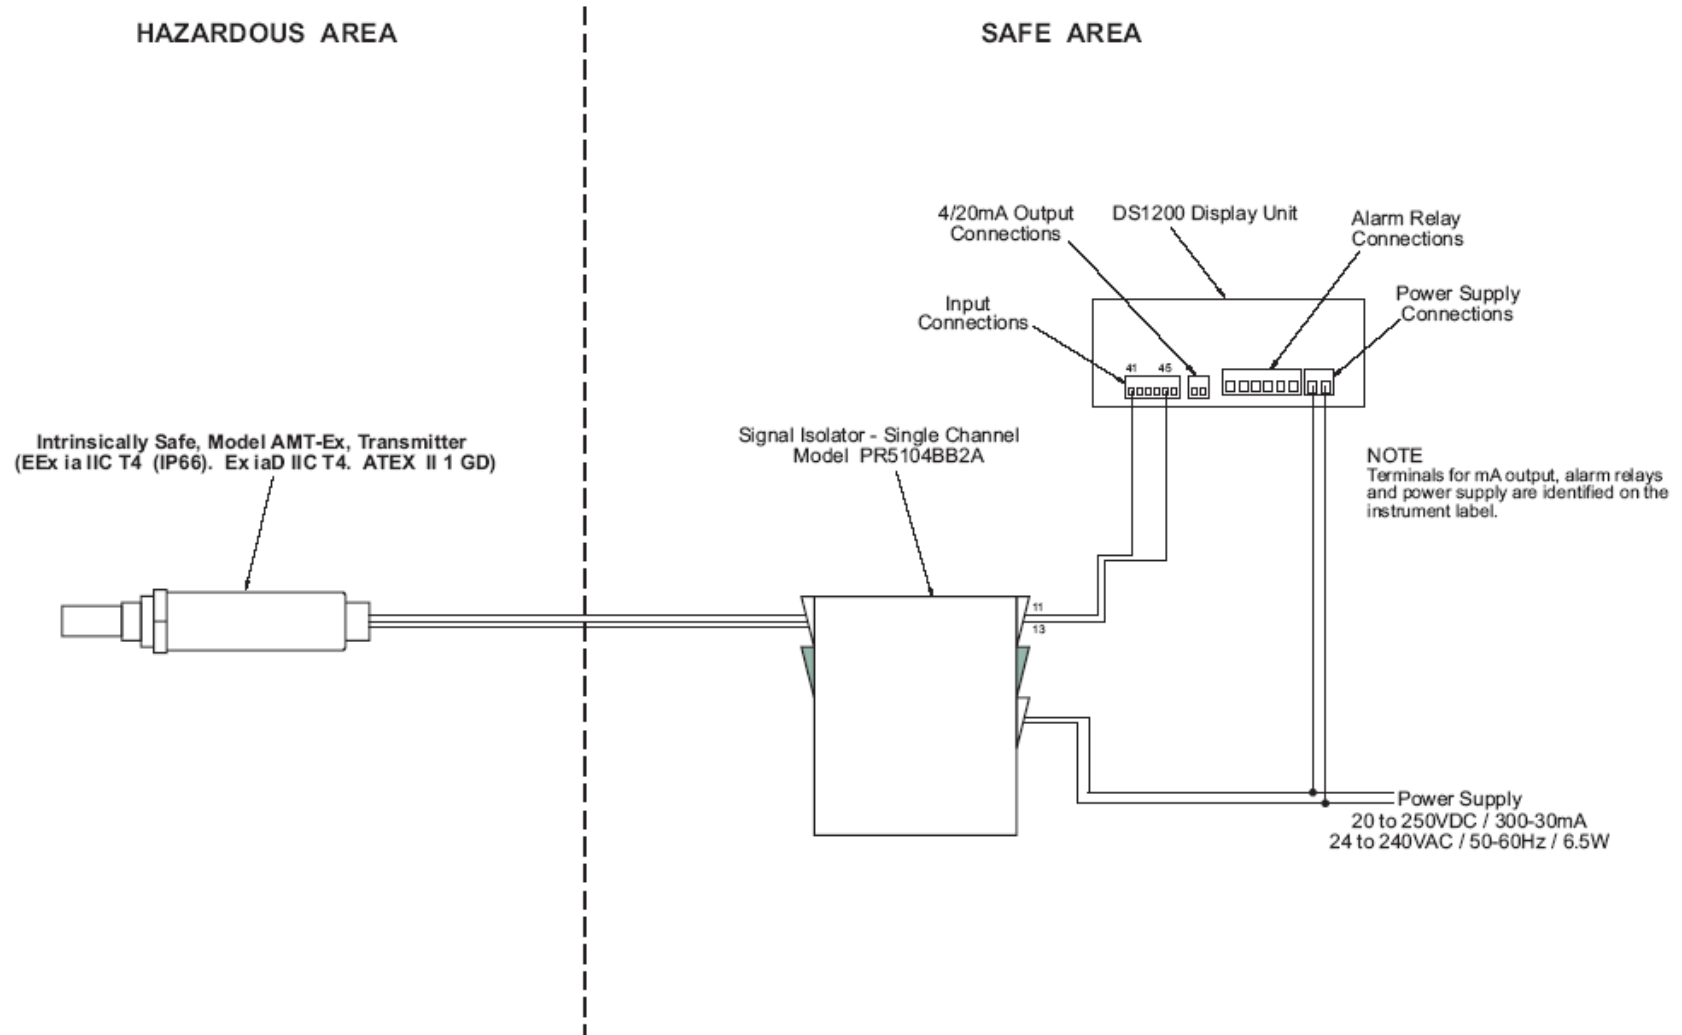 HAZARDOUS AREA
SAFE AREA
4/20mA Output
Connections
DS1200 Display Unit
Alarm Relay
Connections
Input
Connections
Power Supply
Connections
41 45
Intrinsically Safe, Model AMT-Ex, Transmitter
(EEx ia IIC T4 (IP66). Ex iaD IIC T4. ATEX II 1 GD)
Signal Isolator - Single Channel
Model PR5104BB2A
NOTE
Terminals for mA output, alarm relays
and power supply are identified on the
instrument label.
11
13
Power Supply
20 to 250VDC / 300-30mA
24 to 240VAC / 50-60Hz / 6.5W